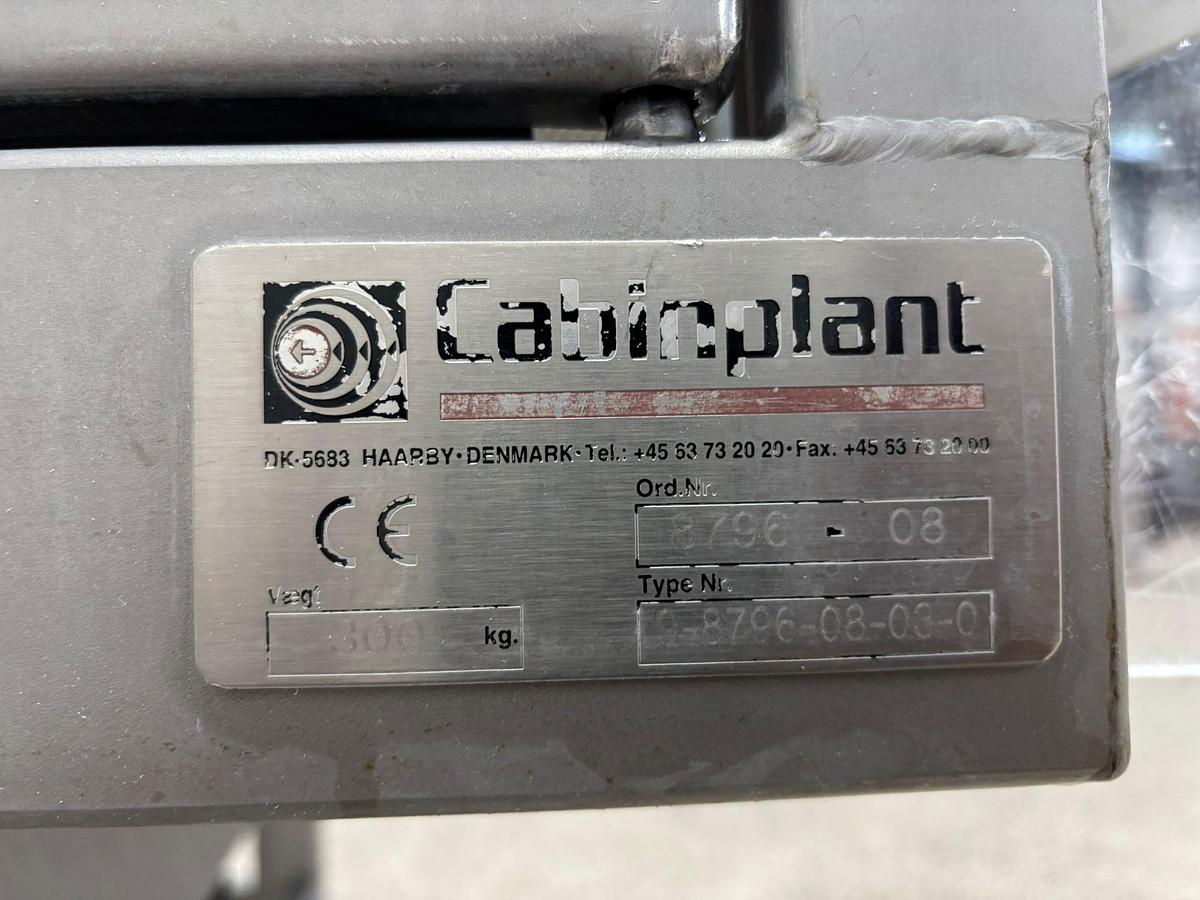 Cabinplant
DK-5683 HAARBY·DENMARK·Tel.: +45 63 73 20 20·Fax: +45 63 73 20 00
CE
Ord.Nr.
8796 - 08
Vægt
300 kg.
Type Nr.
0-8796-08-03-0